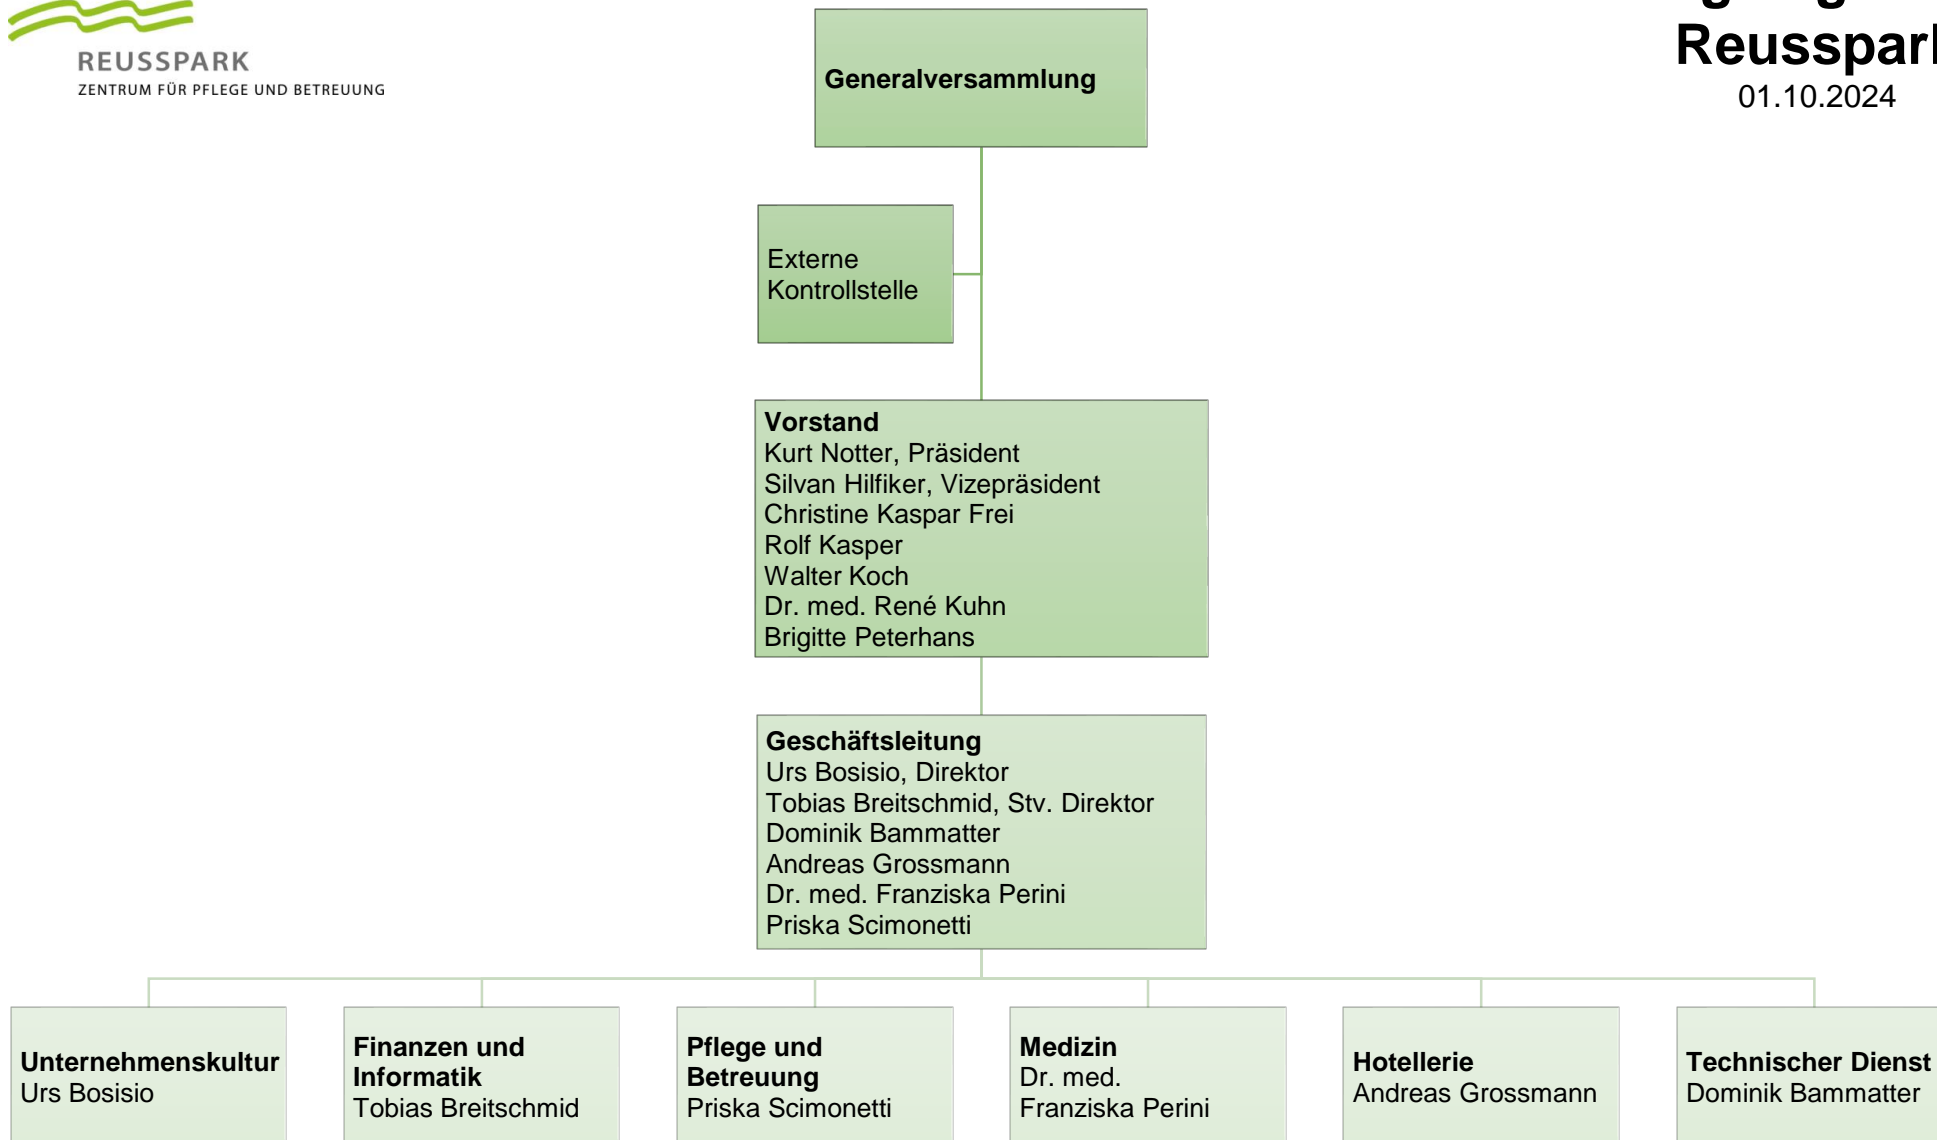 REUSSPARK
ZENTRUM FÜR PFLEGE UND BETREUUNG
Reusspark
01.10.2024
Generalversammlung
Externe
Kontrollstelle
Vorstand
Kurt Notter, Präsident
Silvan Hilfiker, Vizepräsident
Christine Kaspar Frei
Rolf Kasper
Walter Koch
Dr. med. René Kuhn
Brigitte Peterhans
Geschäftsleitung
Urs Bosisio, Direktor
Tobias Breitschmid, Stv. Direktor
Dominik Bammatter
Andreas Grossmann
Dr. med. Franziska Perini
Priska Scimonetti
Unternehmenskultur
Urs Bosisio
Finanzen und
Informatik
Tobias Breitschmid
Pflege und
Betreuung
Priska Scimonetti
Medizin
Dr. med.
Franziska Perini
Hotellerie
Andreas Grossmann
Technischer Dienst
Dominik Bammatter